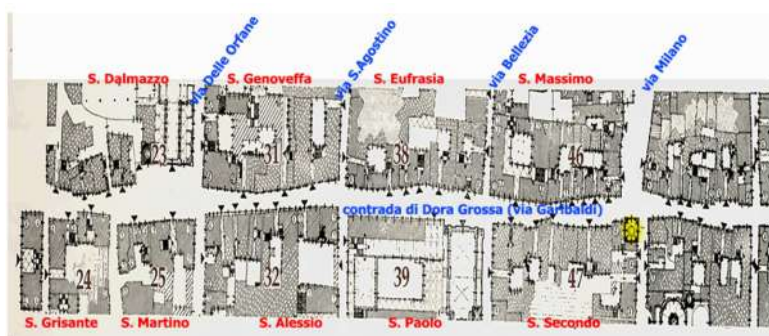 via Delle Orfane
via S.Agostino
via Bellezia
via Milano
S. Dalmazzo
S. Genoveffa
S. Eufrasia
S. Massimo
23
31
38
46
contrada di Dora Grossa (via Garibaldi)
24
25
32
39
47
S. Grisante
S. Martino
S. Alessio
S. Paolo
S. Secondo